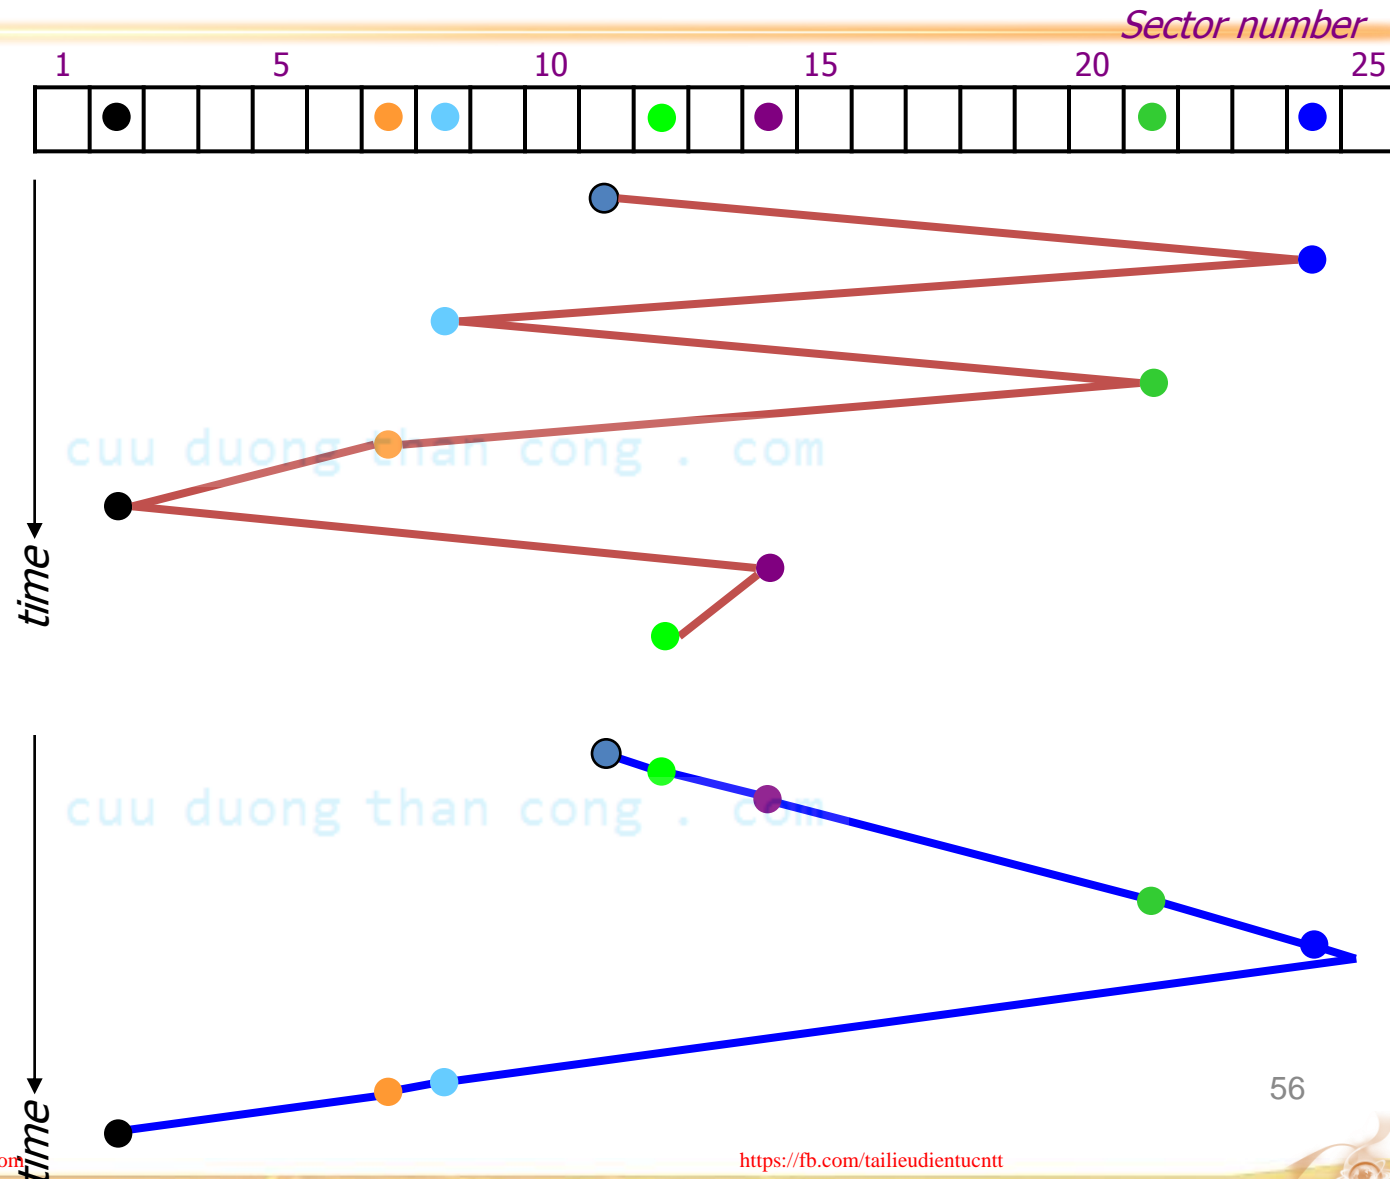 Sector number
1 5 10 15 20 25
cuu duong than cong . com
time
cuu duong than cong . com
56
time
om
https://fb.com/tailieudientucntt